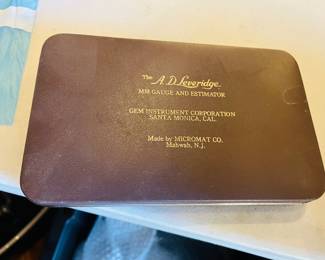 The A.D. Leveridge
MM GAUGE AND ESTIMATOR
GEM INSTRUMENT CORPORATION
SANTA MONICA, CAL.
Made by MICROMAT CO.
Mahwah, N.J.